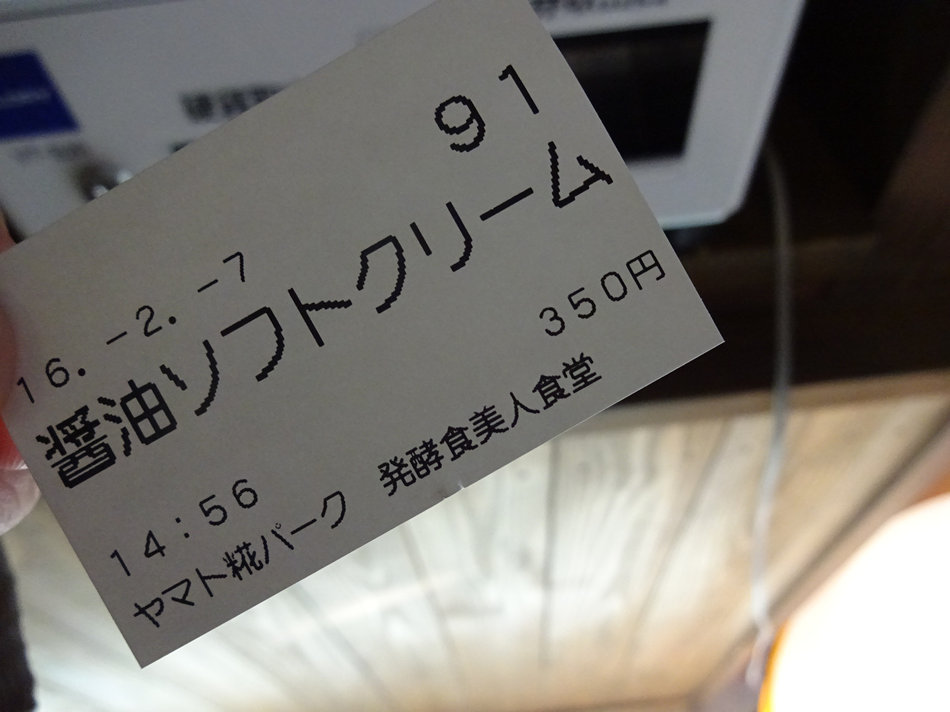 91
16.-2.-7
醤油ソフトクリーム
350円
14:56
ヤマト糀パーク 発酵食美人食堂